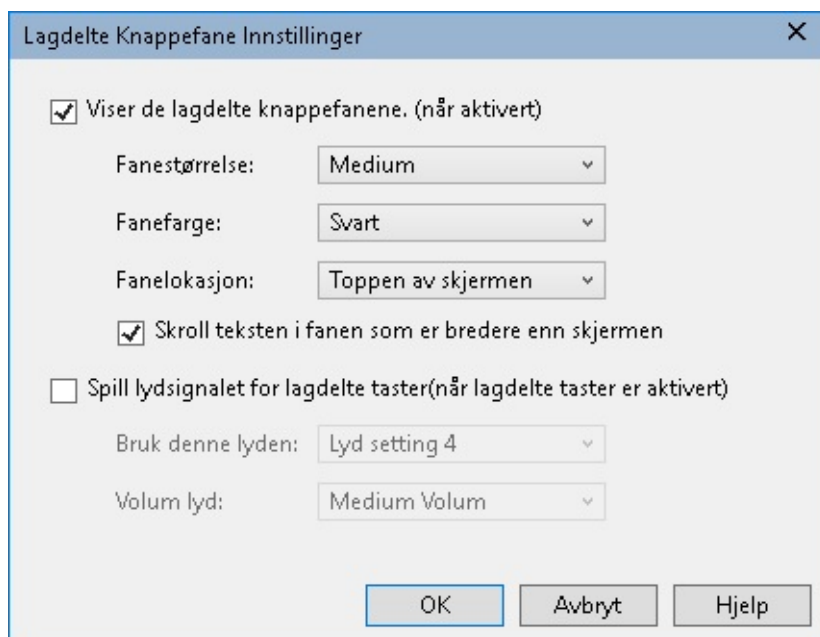 Lagdelte Knappefane Innstillinger
Viser de lagdelte knappefanene. (når aktivert)
Fanestørrelse: Medium
Fanefarge: Svart
Fanelokasjon: Toppen av skjermen
Skroll teksten i fanen som er bredere enn skjermen
Spill lydsignalet for lagdelte taster(når lagdelte taster er aktivert)
Bruk denne lyden: Lyd setting 4
Volum lyd: Medium Volum
OK Avbryt Hjelp